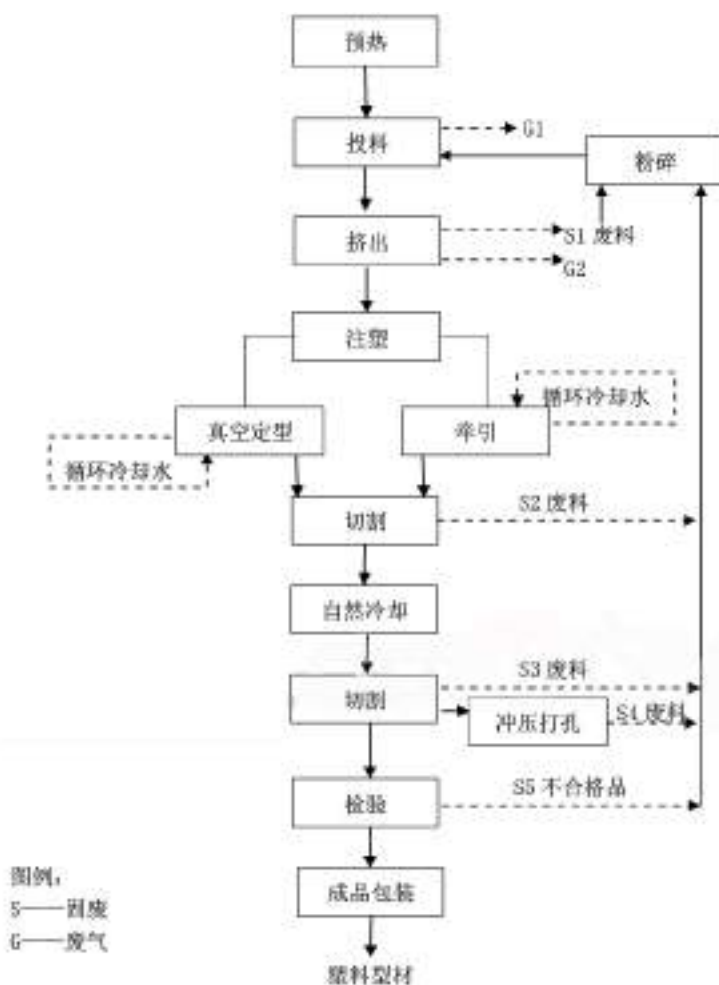 预热
投料
G1
粉碎
挤出
S1 废料
G2
注塑
循环冷却水
真空定型
牵引
循环冷却水
切割
S2 废料
自然冷却
S3 废料
切割
冲压打孔
S4 废料
检验
S5 不合格品
成品包装
图例:
S——固废
G——废气
塑料型材